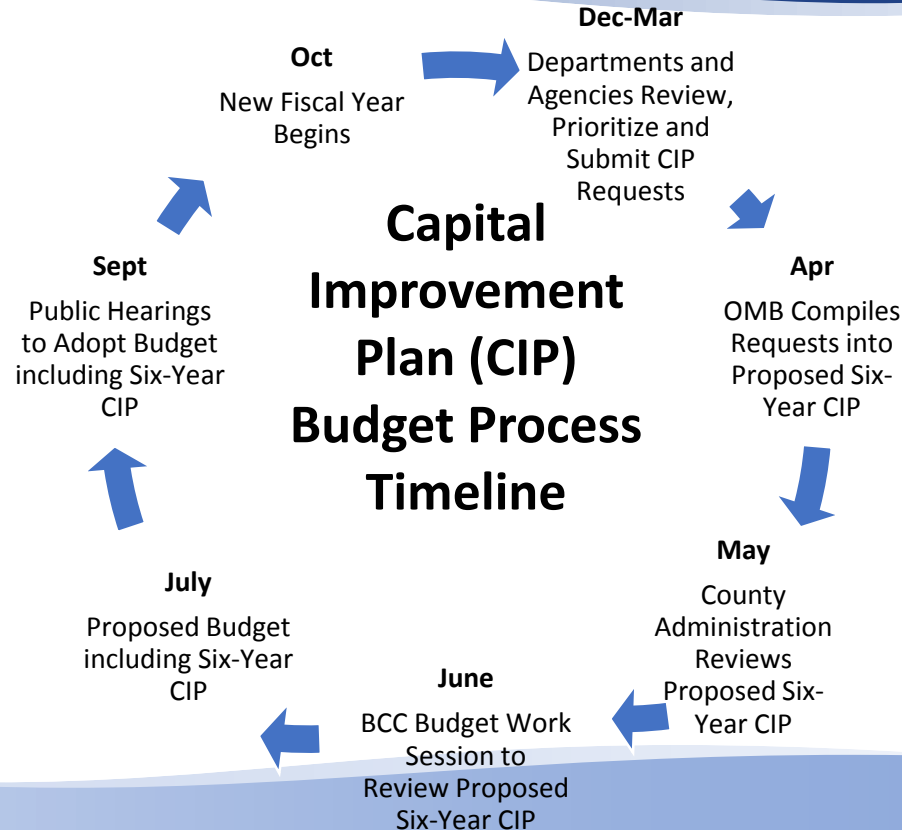 Dec-Mar
Departments and
Agencies Review,
Prioritize and
Submit CIP
Requests
Apr
OMB Compiles
Requests into
Proposed Six-
Year CIP
May
County
Administration
Reviews
Proposed Six-
Year CIP
June
BCC Budget Work
Session to
Review Proposed
Six-Year CIP
July
Proposed Budget
including Six-Year
CIP
Sept
Public Hearings
to Adopt Budget
including Six-Year
CIP
Oct
New Fiscal Year
Begins
Capital
Improvement
Plan (CIP)
Budget Process
Timeline